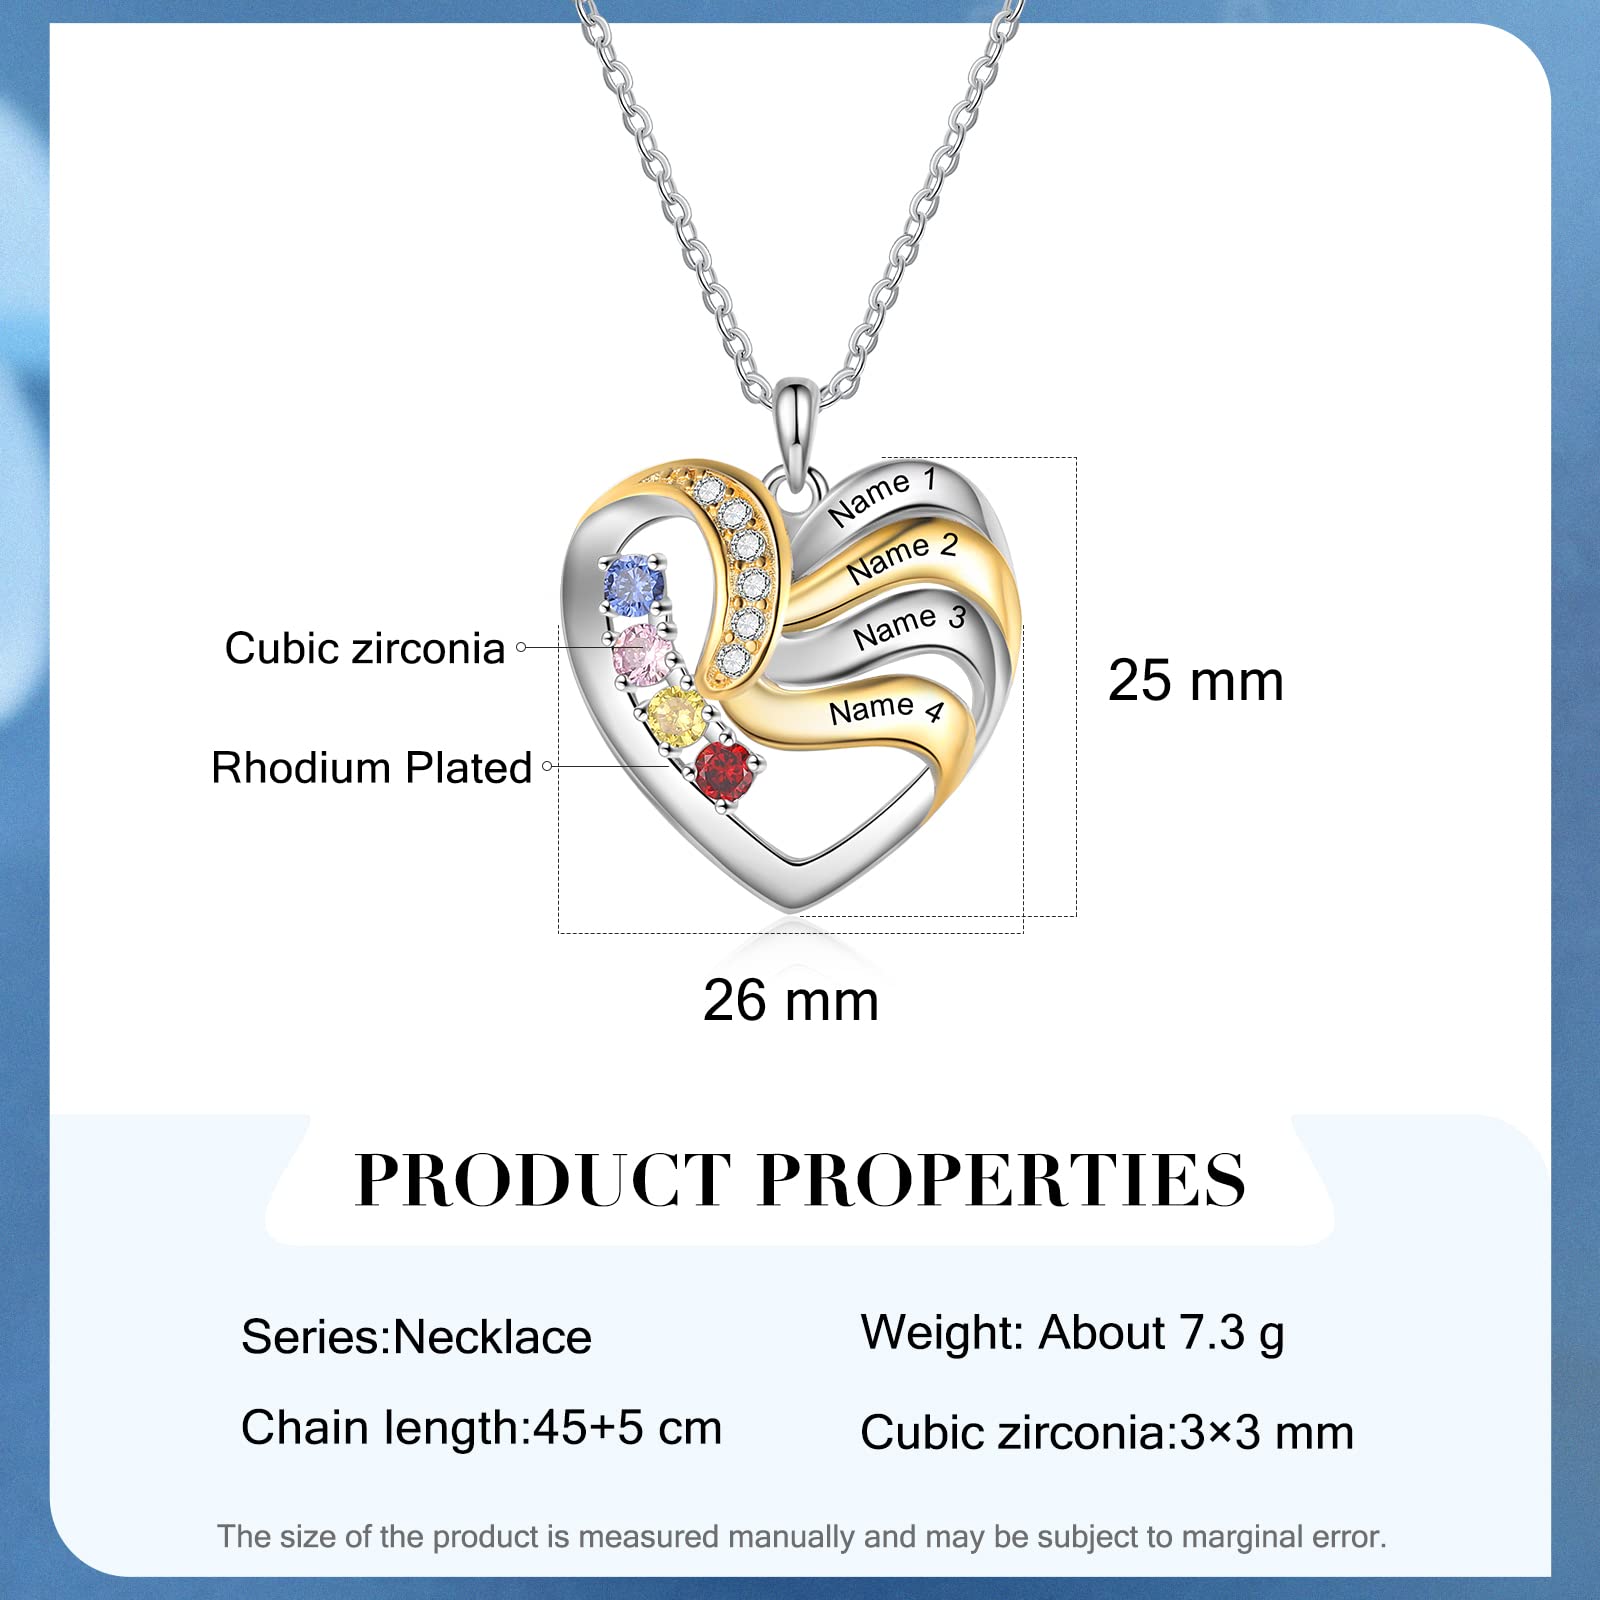 Name 1
Name 2
Name 3
Name 4
Cubic zirconia
Rhodium Plated
25 mm
26 mm
PRODUCT PROPERTIES
Series:Necklace
Weight: About 7.3 g
Chain length:45+5 cm
Cubic zirconia:3×3 mm
The size of the product is measured manually and may be subject to marginal error.